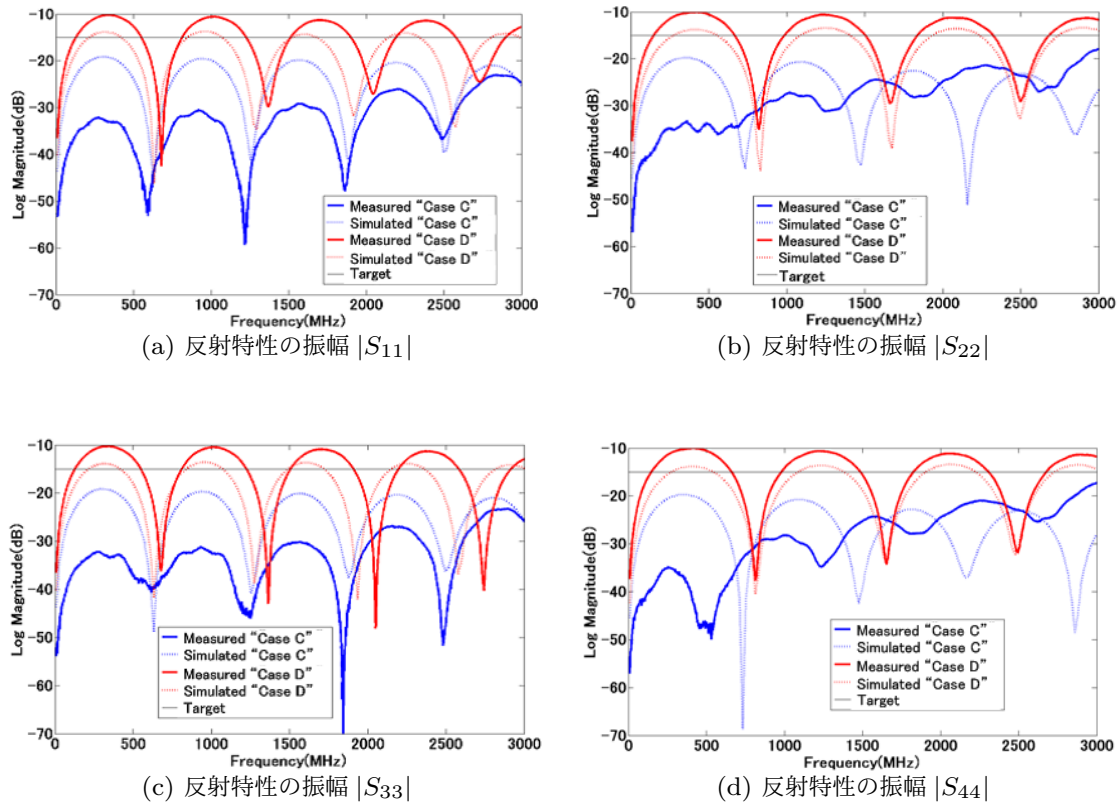 Log Magnitude(dB)
-10
-20
-30
-40
-50
-60
-70
Measured “Case C”
Simulated “Case C”
Measured “Case D”
Simulated “Case D”
Target
0 500 1000 1500 2000 2500 3000
Frequency(MHz)
(a) 反射特性の振幅 |S11|
Log Magnitude(dB)
-10
-20
-30
-40
-50
-60
-70
Measured “Case C”
Simulated “Case C”
Measured “Case D”
Simulated “Case D”
Target
0 500 1000 1500 2000 2500 3000
Frequency(MHz)
(b) 反射特性の振幅 |S22|
Log Magnitude(dB)
-10
-20
-30
-40
-50
-60
-70
Measured “Case C”
Simulated “Case C”
Measured “Case D”
Simulated “Case D”
Target
0 500 1000 1500 2000 2500 3000
Frequency(MHz)
(c) 反射特性の振幅 |S33|
Log Magnitude(dB)
-10
-20
-30
-40
-50
-60
-70
Measured “Case C”
Simulated “Case C”
Measured “Case D”
Simulated “Case D”
Target
0 500 1000 1500 2000 2500 3000
Frequency(MHz)
(d) 反射特性の振幅 |S44|